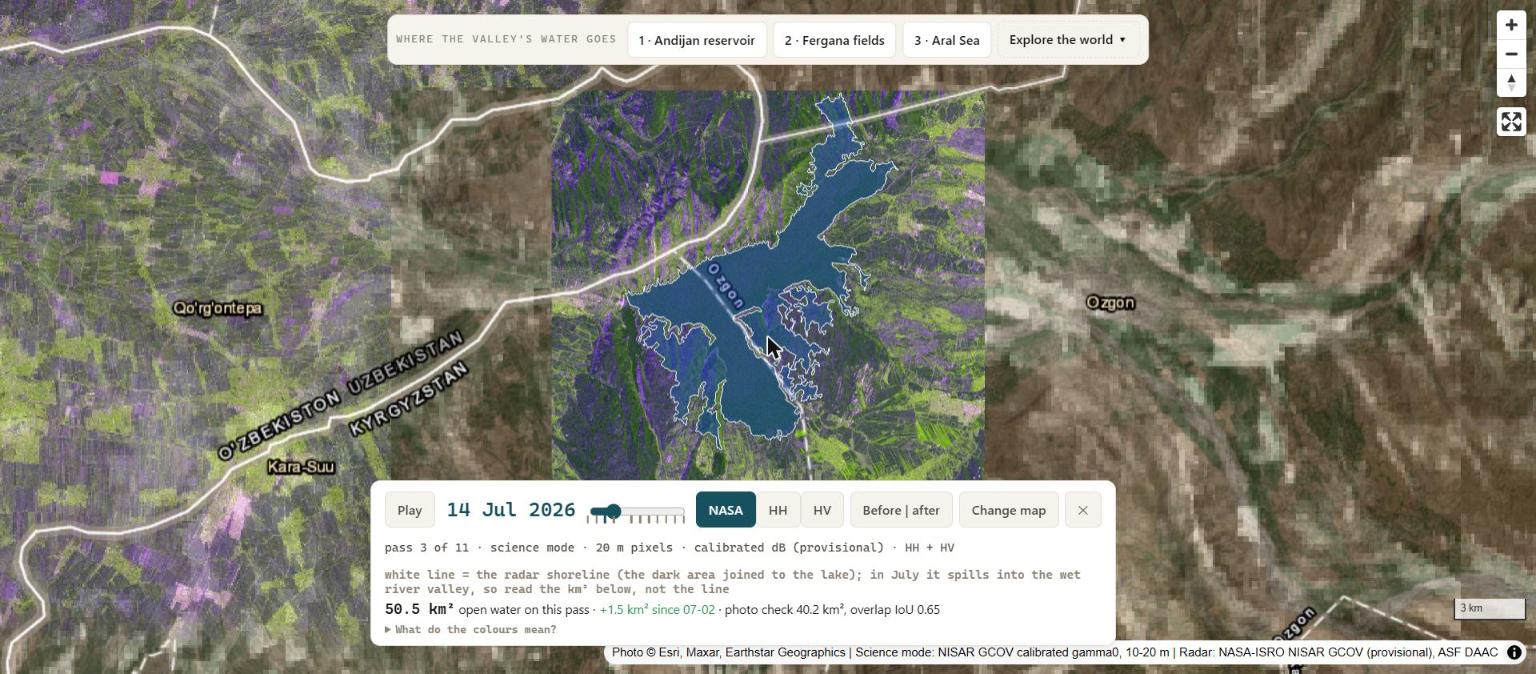 WHERE THE VALLEY'S WATER GOES
1 · Andijan reservoir
2 · Fergana fields
3 · Aral Sea
Explore the world ▾
Ozgon
Qo'rg'ontepa
Ozgon
O'ZBEKISTON UZBEKISTAN
KYRGYZSTAN
Kara-Suu
Play
14 Jul 2026
NASA
HH
HV
Before | after
Change map
×
pass 3 of 11 · science mode · 20 m pixels · calibrated dB (provisional) · HH + HV
white line = the radar shoreline (the dark area joined to the lake); in July it spills into the wet
river valley, so read the km² below, not the line
50.5 km² open water on this pass · +1.5 km² since 07-02 · photo check 40.2 km², overlap IoU 0.65
▶ What do the colours mean?
3 km
Ozgon
Photo © Esri, Maxar, Earthstar Geographics | Science mode: NISAR GCOV calibrated gamma0, 10-20 m | Radar: NASA-ISRO NISAR GCOV (provisional), ASF DAAC